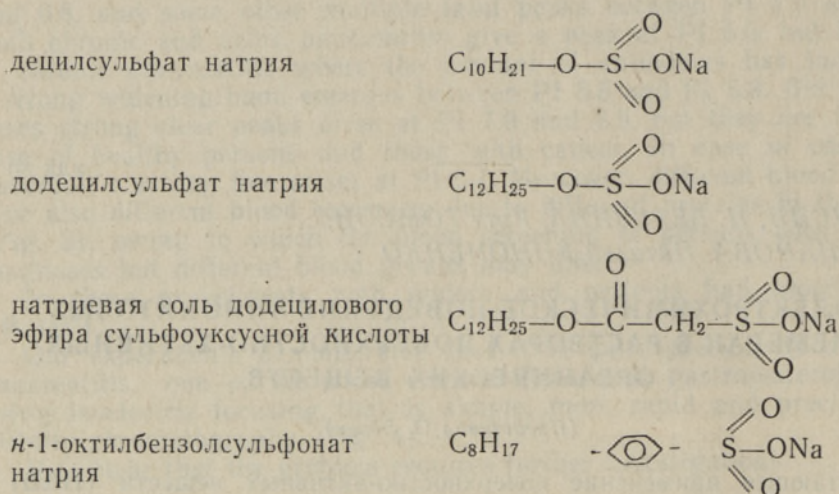 децилсульфат натрия
C₁₀H₂₁—O—S—ONa
O
O
додецилсульфат натрия
C₁₂H₂₅—O—S—ONa
O
O
натриевая соль додецилового
эфира сульфоуксусной кислоты
C₁₂H₂₅—O—C—CH₂—S—ONa
O
O
O
н-1-октилбензолсульфонат
натрия
C₈H₁₇ S—ONa
O
O